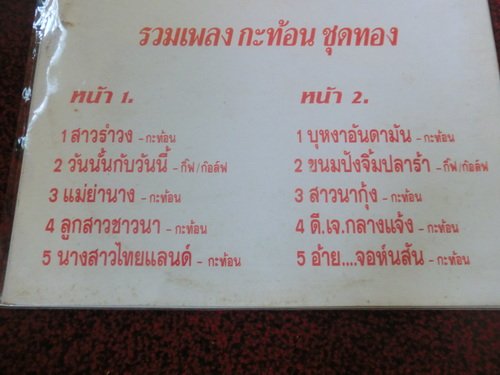 รวมเพลง กะท้อน ชุดทอง
หน้า 1.
1 สาวรำวง - กะท้อน
2 วันนั้นกับวันนี้ - กิ๊ฟ/ก้อล์ฟ
3 แม่ย่านาง - กะท้อน
4 ลูกสาวชาวนา - กะท้อน
5 นางสาวไทยแลนด์ - กะท้อน
หน้า 2.
1 บุหงาอันดามัน - กะท้อน
2 ขนมปังจิ้มปลาร้า - กิ๊ฟ/ก้อล์ฟ
3 สาวนากุ้ง - กะท้อน
4 ดี.เจ.กลางแจ้ง - กะท้อน
5 อ้าย....จอห์นสัน - กะท้อน